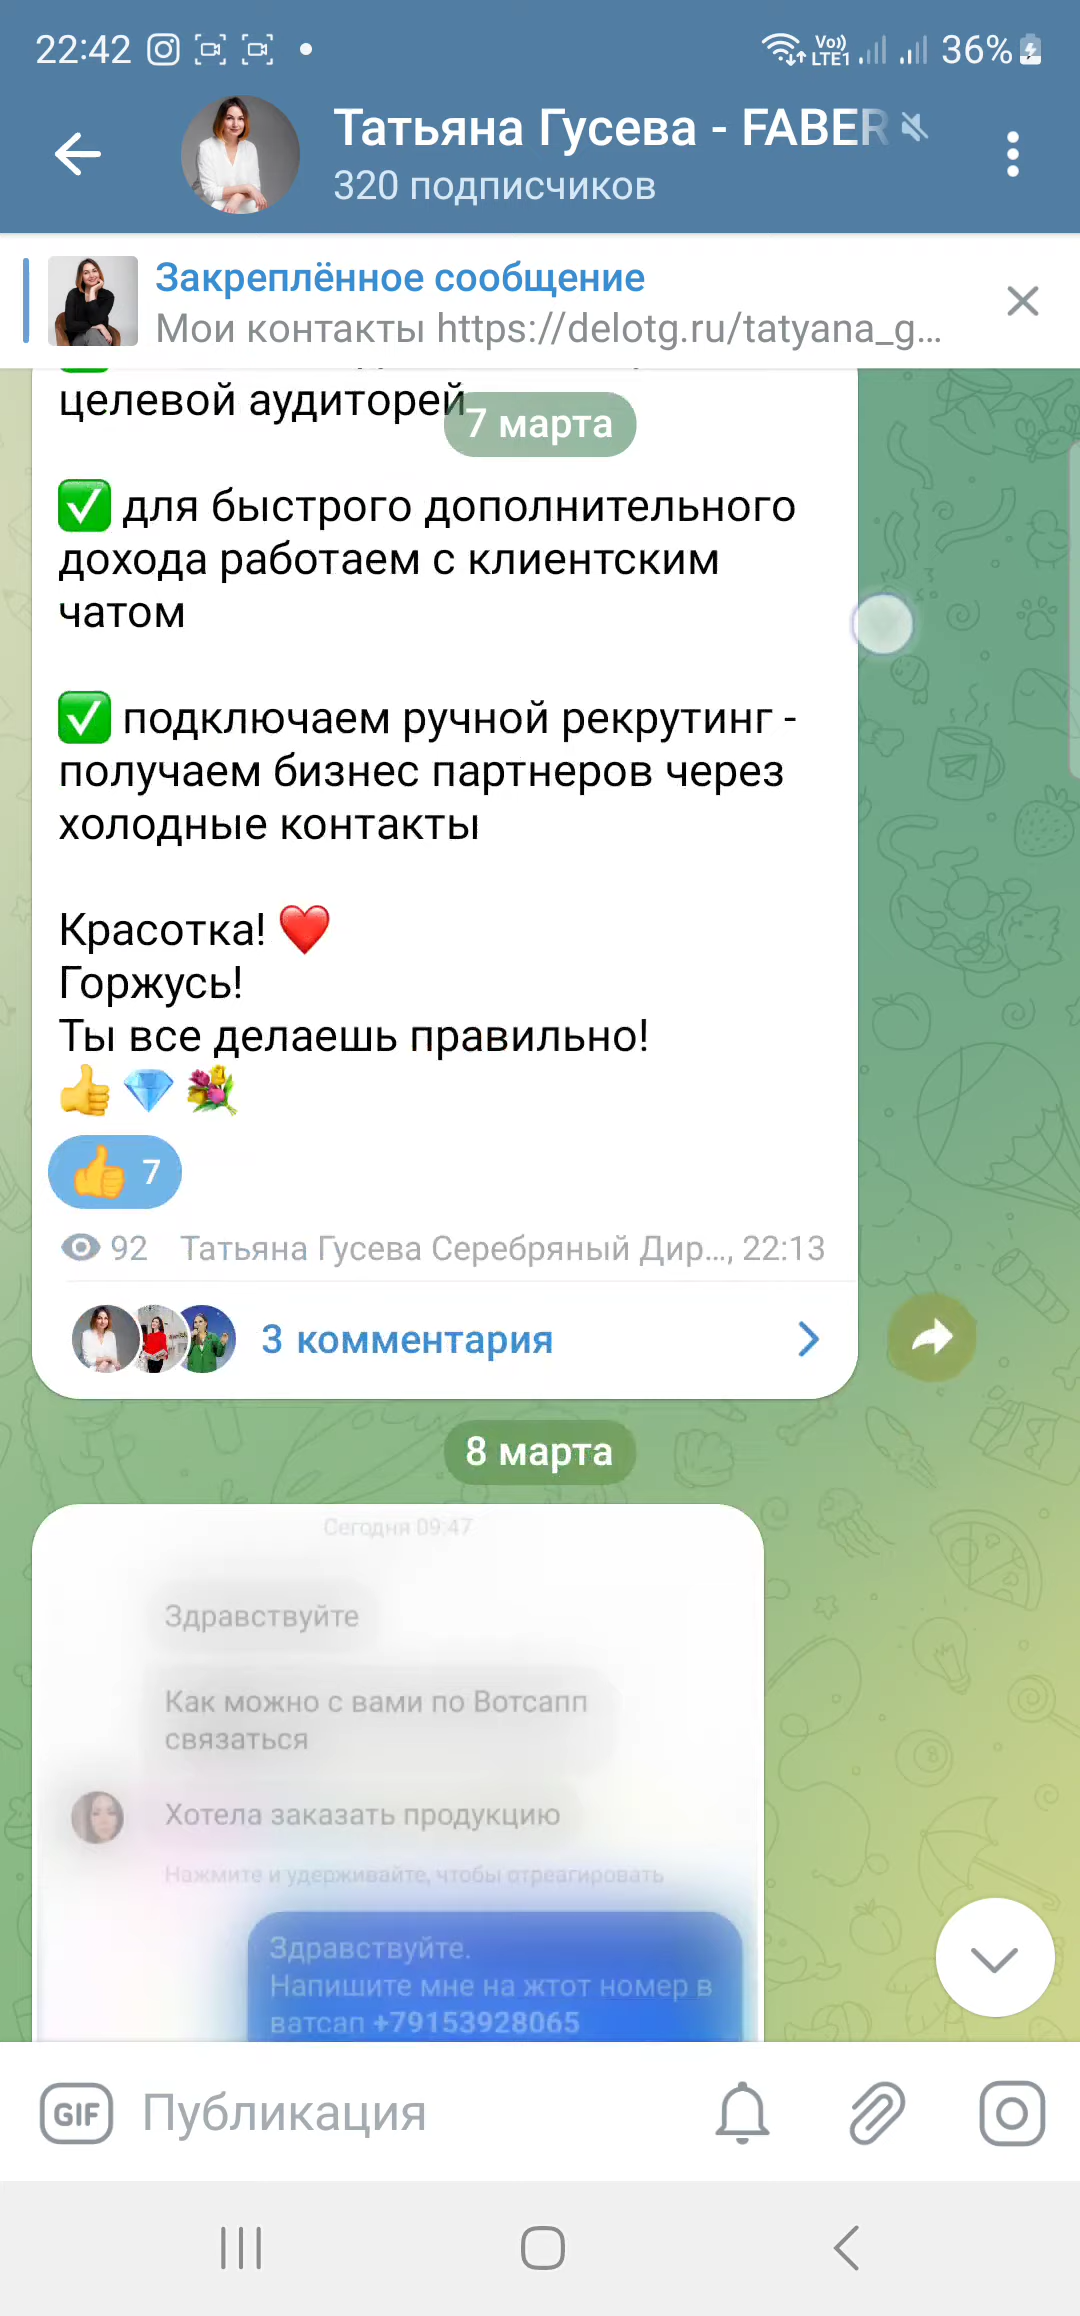 22:42
Vo)) LTE1 36%
Татьяна Гусева - FABER
320 подписчиков
Закреплённое сообщение
Мои контакты https://delotg.ru/tatyana_g...
целевой аудиторей
7 марта
✅ для быстрого дополнительного
дохода работаем с клиентским
чатом
✅ подключаем ручной рекрутинг -
получаем бизнес партнеров через
холодные контакты
Красотка! ❤️
Горжусь!
Ты все делаешь правильно!
👍 💎 💐
👍 7
92 Татьяна Гусева Серебряный Дир..., 22:13
3 комментария
8 марта
Сегодня 09:47
Здравствуйте
Как можно с вами по Вотсапп
связаться
Хотела заказать продукцию
Нажмите и удерживайте, чтобы отреагировать
Здравствуйте.
Напишите мне на жтот номер в
ватсап +79153928065
GIF Публикация